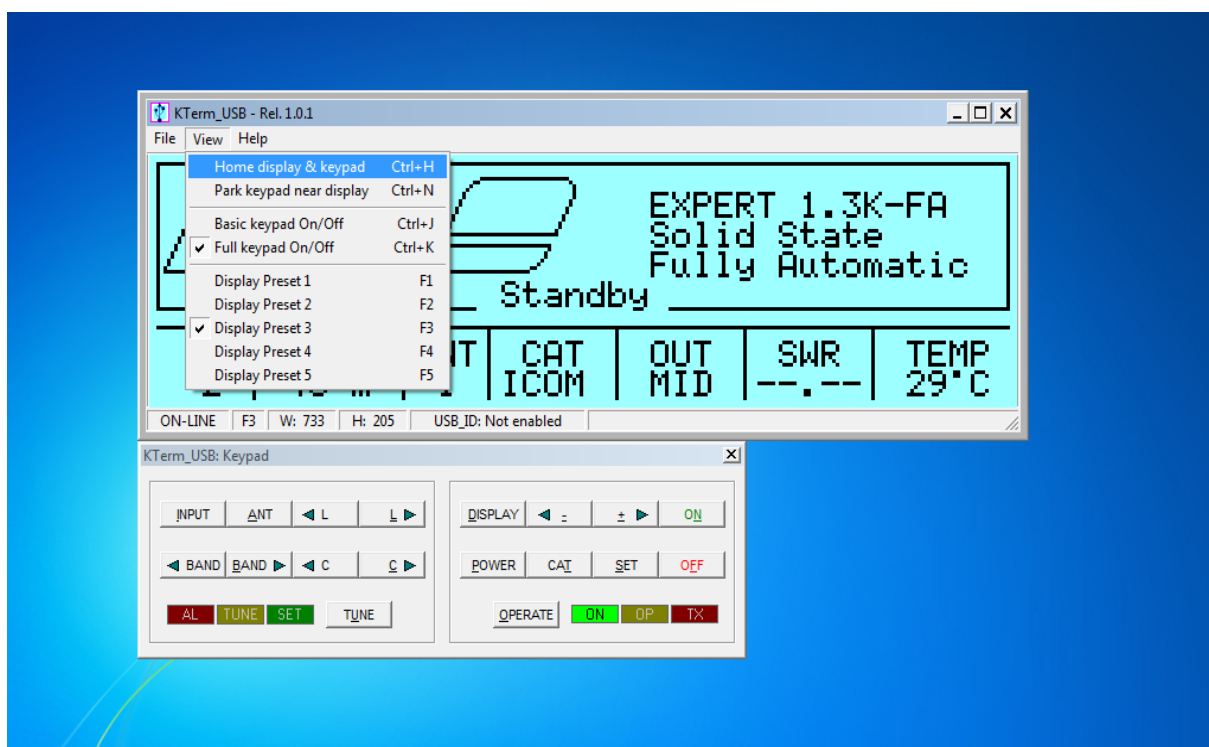 KTerm_USB - Rel. 1.0.1
File View Help
Home display & keypad Ctrl+H
Park keypad near display Ctrl+N
Basic keypad On/Off Ctrl+J
Full keypad On/Off Ctrl+K
Display Preset 1 F1
Display Preset 2 F2
Display Preset 3 F3
Display Preset 4 F4
Display Preset 5 F5
EXPERT 1.3K-FA
Solid State
Fully Automatic
Standby
CAT OUT SWR TEMP
ICOM MID --.-- 29°C
ON-LINE F3 W: 733 H: 205 USB_ID: Not enabled
KTerm_USB: Keypad
INPUT ANT ◄ L L ► DISPLAY ◄ - + ► ON
◄ BAND BAND ► ◄ C C ► POWER CAT SET OFF
AL TUNE SET TUNE OPERATE ON OP TX